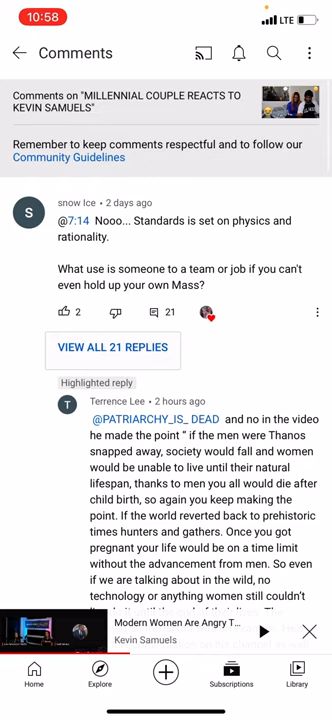 10:58
LTE
Comments
Comments on "MILLENNIAL COUPLE REACTS TO
KEVIN SAMUELS"
Remember to keep comments respectful and to follow our
Community Guidelines
S
snow Ice • 2 days ago
@7:14 Nooo... Standards is set on physics and
rationality.
What use is someone to a team or job if you can't
even hold up your own Mass?
2
21
VIEW ALL 21 REPLIES
Highlighted reply
T
Terrence Lee • 2 hours ago
@PATRIARCHY_IS_ DEAD and no in the video
he made the point " if the men were Thanos
snapped away, society would fall and women
would be unable to live until their natural
lifespan, thanks to men you all would die after
child birth, so again you keep making the
point. If the world reverted back to prehistoric
times hunters and gathers. Once you got
pregnant your life would be on a time limit
without the advancement from men. So even
if we are talking about in the wild, no
technology or anything women still couldn't
Modern Women Are Angry T...
Kevin Samuels
Home
Explore
Subscriptions
Library